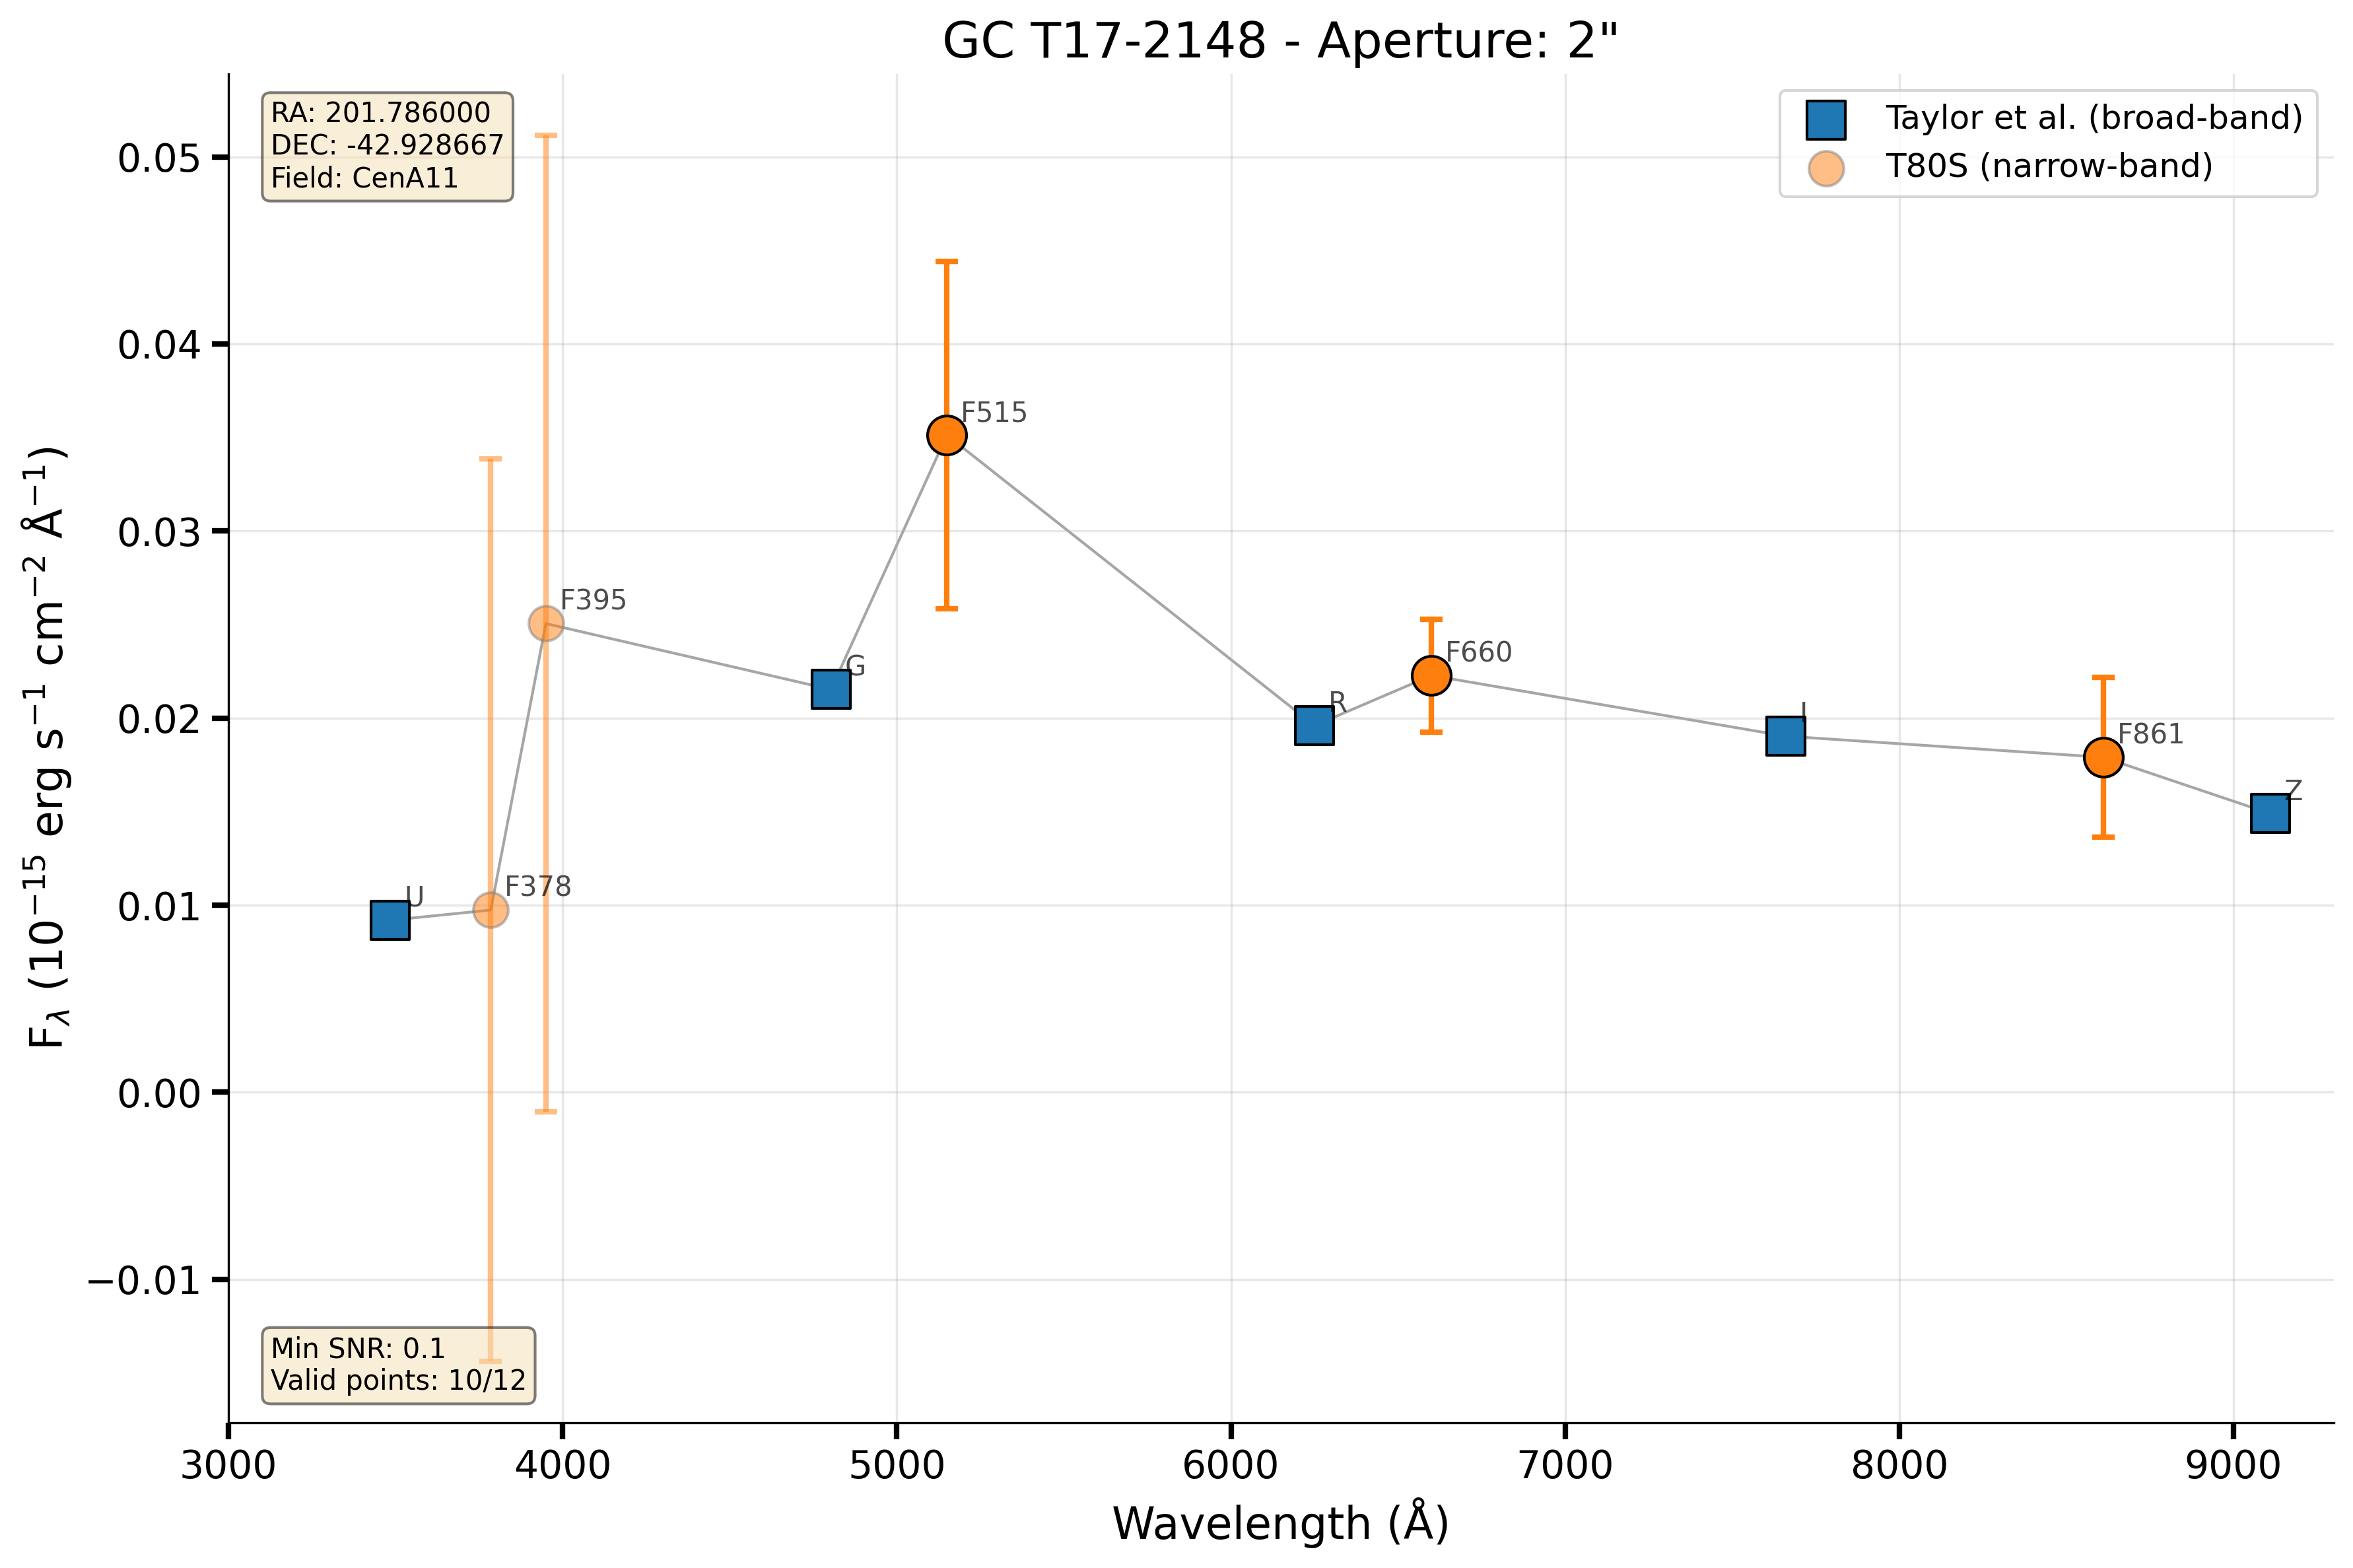 GC T17-2148 - Aperture: 2"
RA: 201.786000
DEC: -42.928667
Field: CenA11
Taylor et al. (broad-band)
T80S (narrow-band)
0.05
0.04
0.03
0.02
0.01
0.00
−0.01
F$_{\lambda}$ (10$^{-15}$ erg s$^{-1}$ cm$^{-2}$ Å$^{-1}$)
U
F378
F395
G
F515
R
F660
I
F861
Z
Min SNR: 0.1
Valid points: 10/12
3000 4000 5000 6000 7000 8000 9000
Wavelength (Å)